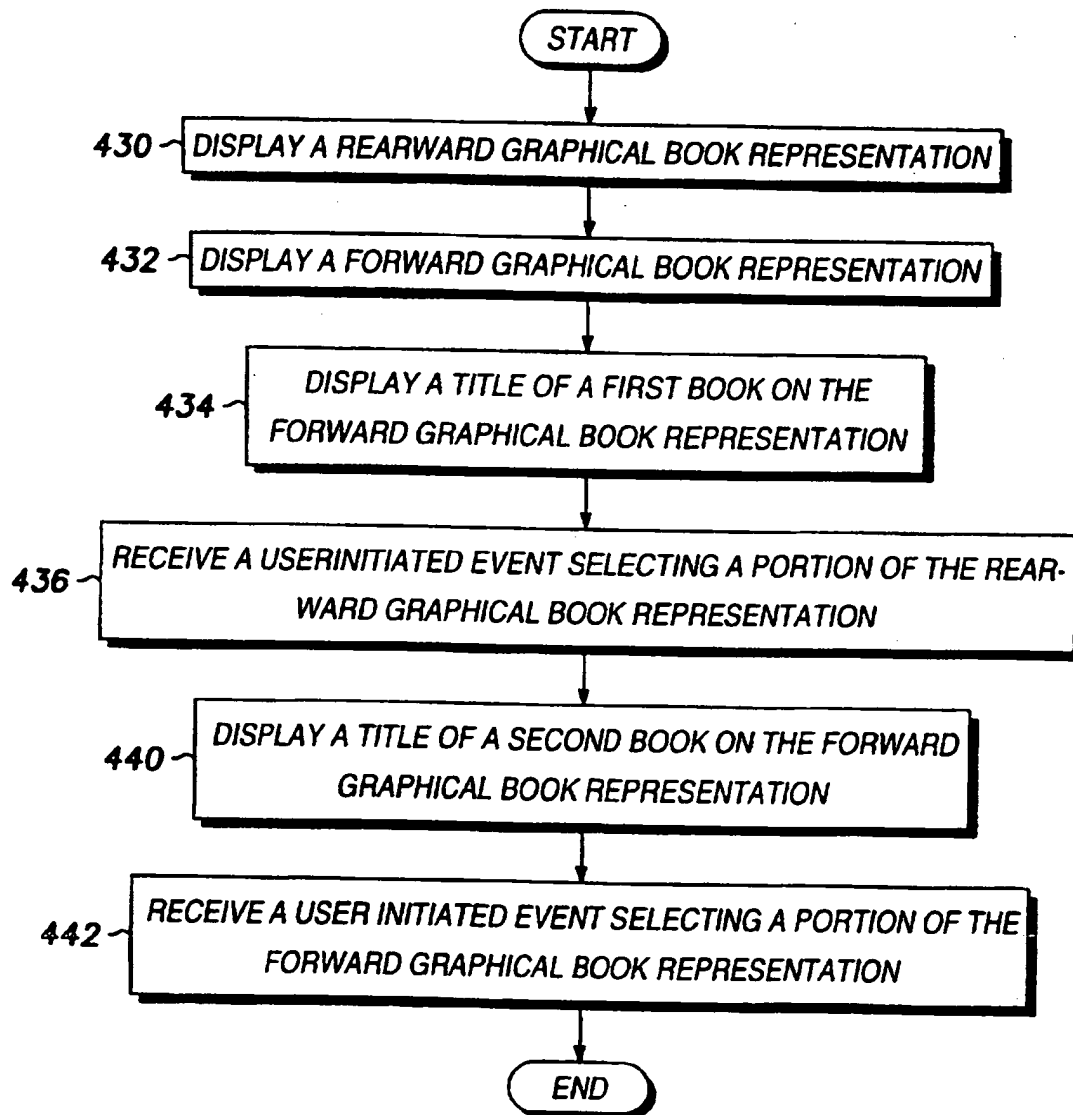 START
430 DISPLAY A REARWARD GRAPHICAL BOOK REPRESENTATION
432 DISPLAY A FORWARD GRAPHICAL BOOK REPRESENTATION
434 DISPLAY A TITLE OF A FIRST BOOK ON THE
FORWARD GRAPHICAL BOOK REPRESENTATION
436 RECEIVE A USERINITIATED EVENT SELECTING A PORTION OF THE REAR-
WARD GRAPHICAL BOOK REPRESENTATION
440 DISPLAY A TITLE OF A SECOND BOOK ON THE FORWARD
GRAPHICAL BOOK REPRESENTATION
442 RECEIVE A USER INITIATED EVENT SELECTING A PORTION OF THE
FORWARD GRAPHICAL BOOK REPRESENTATION
END